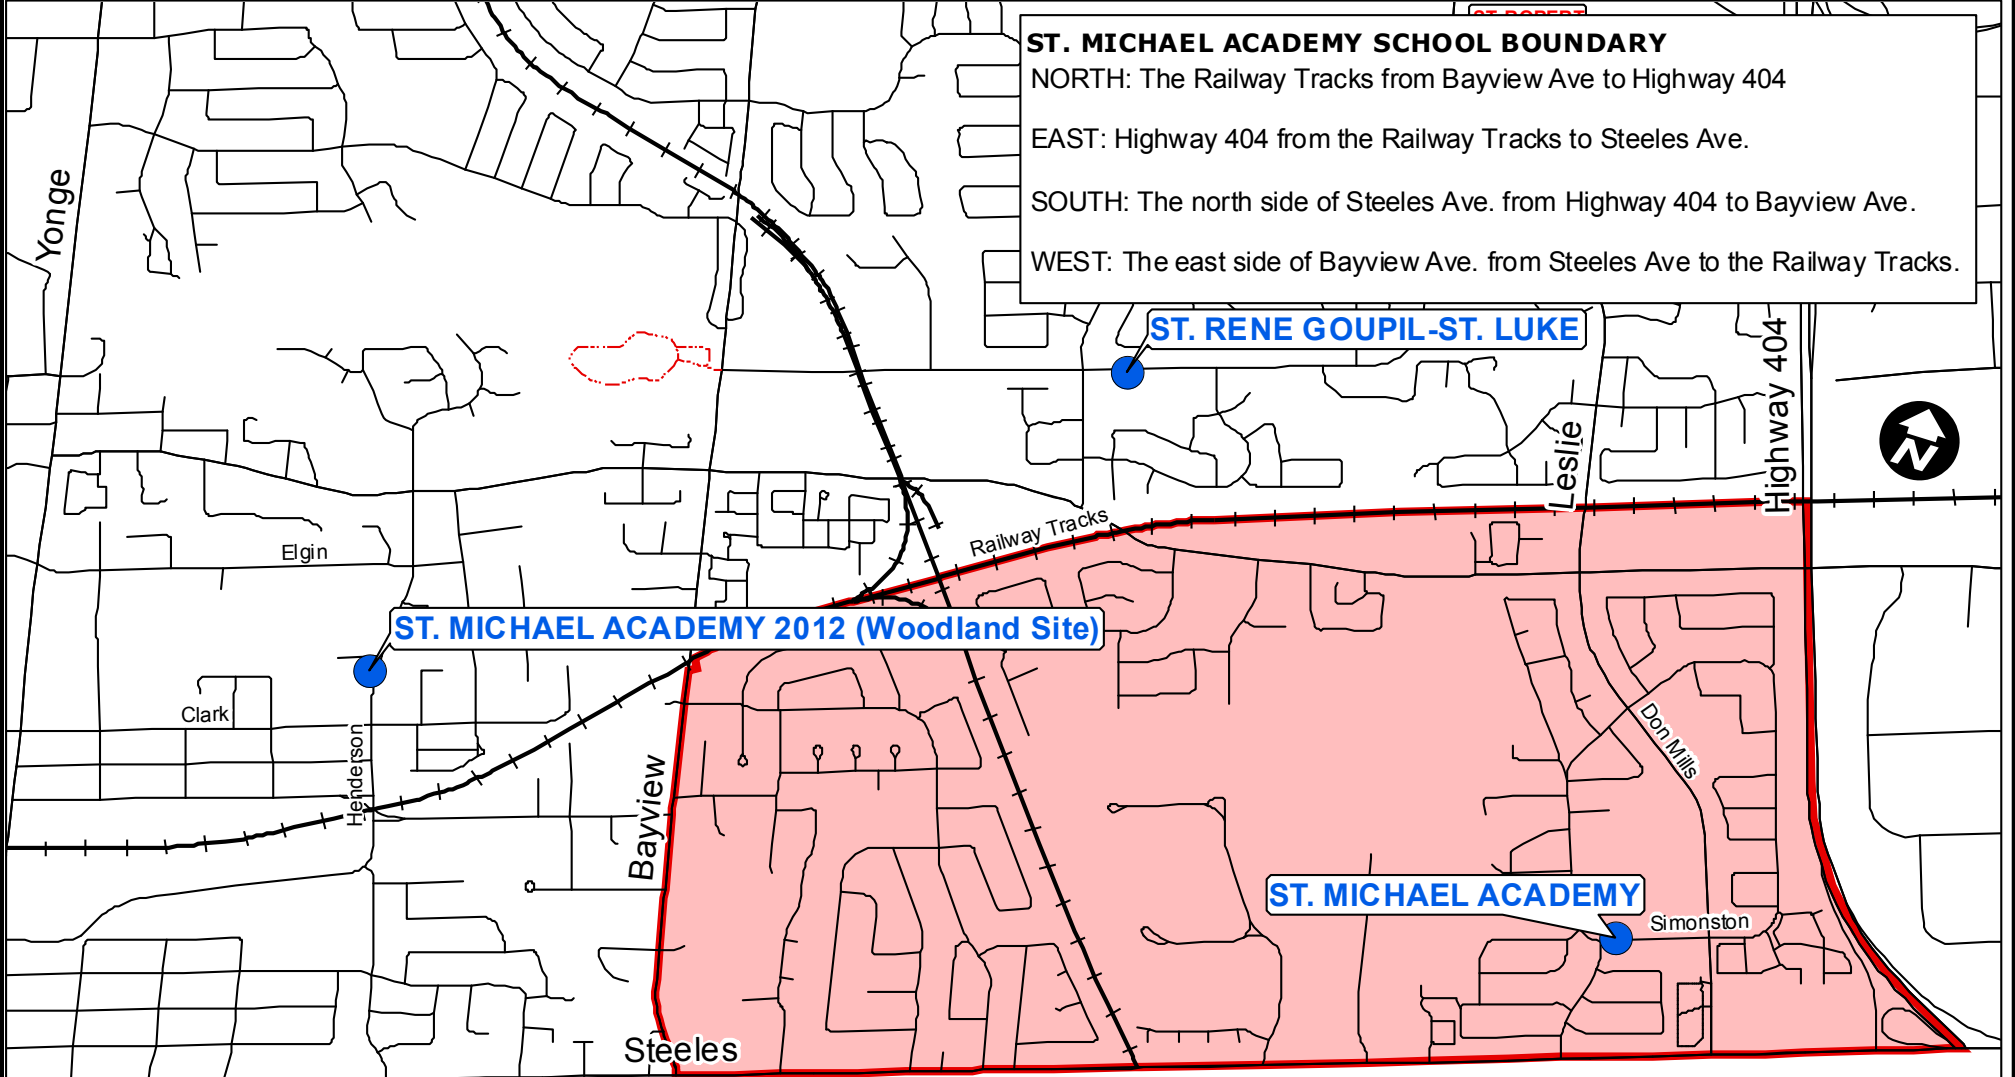 ST. ROBERT
ST. MICHAEL ACADEMY SCHOOL BOUNDARY
NORTH: The Railway Tracks from Bayview Ave to Highway 404
EAST: Highway 404 from the Railway Tracks to Steeles Ave.
SOUTH: The north side of Steeles Ave. from Highway 404 to Bayview Ave.
WEST: The east side of Bayview Ave. from Steeles Ave to the Railway Tracks.
Yonge
ST. RENE GOUPIL-ST. LUKE
Highway 404
Leslie
N
Railway Tracks
Elgin
ST. MICHAEL ACADEMY 2012 (Woodland Site)
Clark
Henderson
Don Mills
Bayview
ST. MICHAEL ACADEMY
Simonston
Steeles